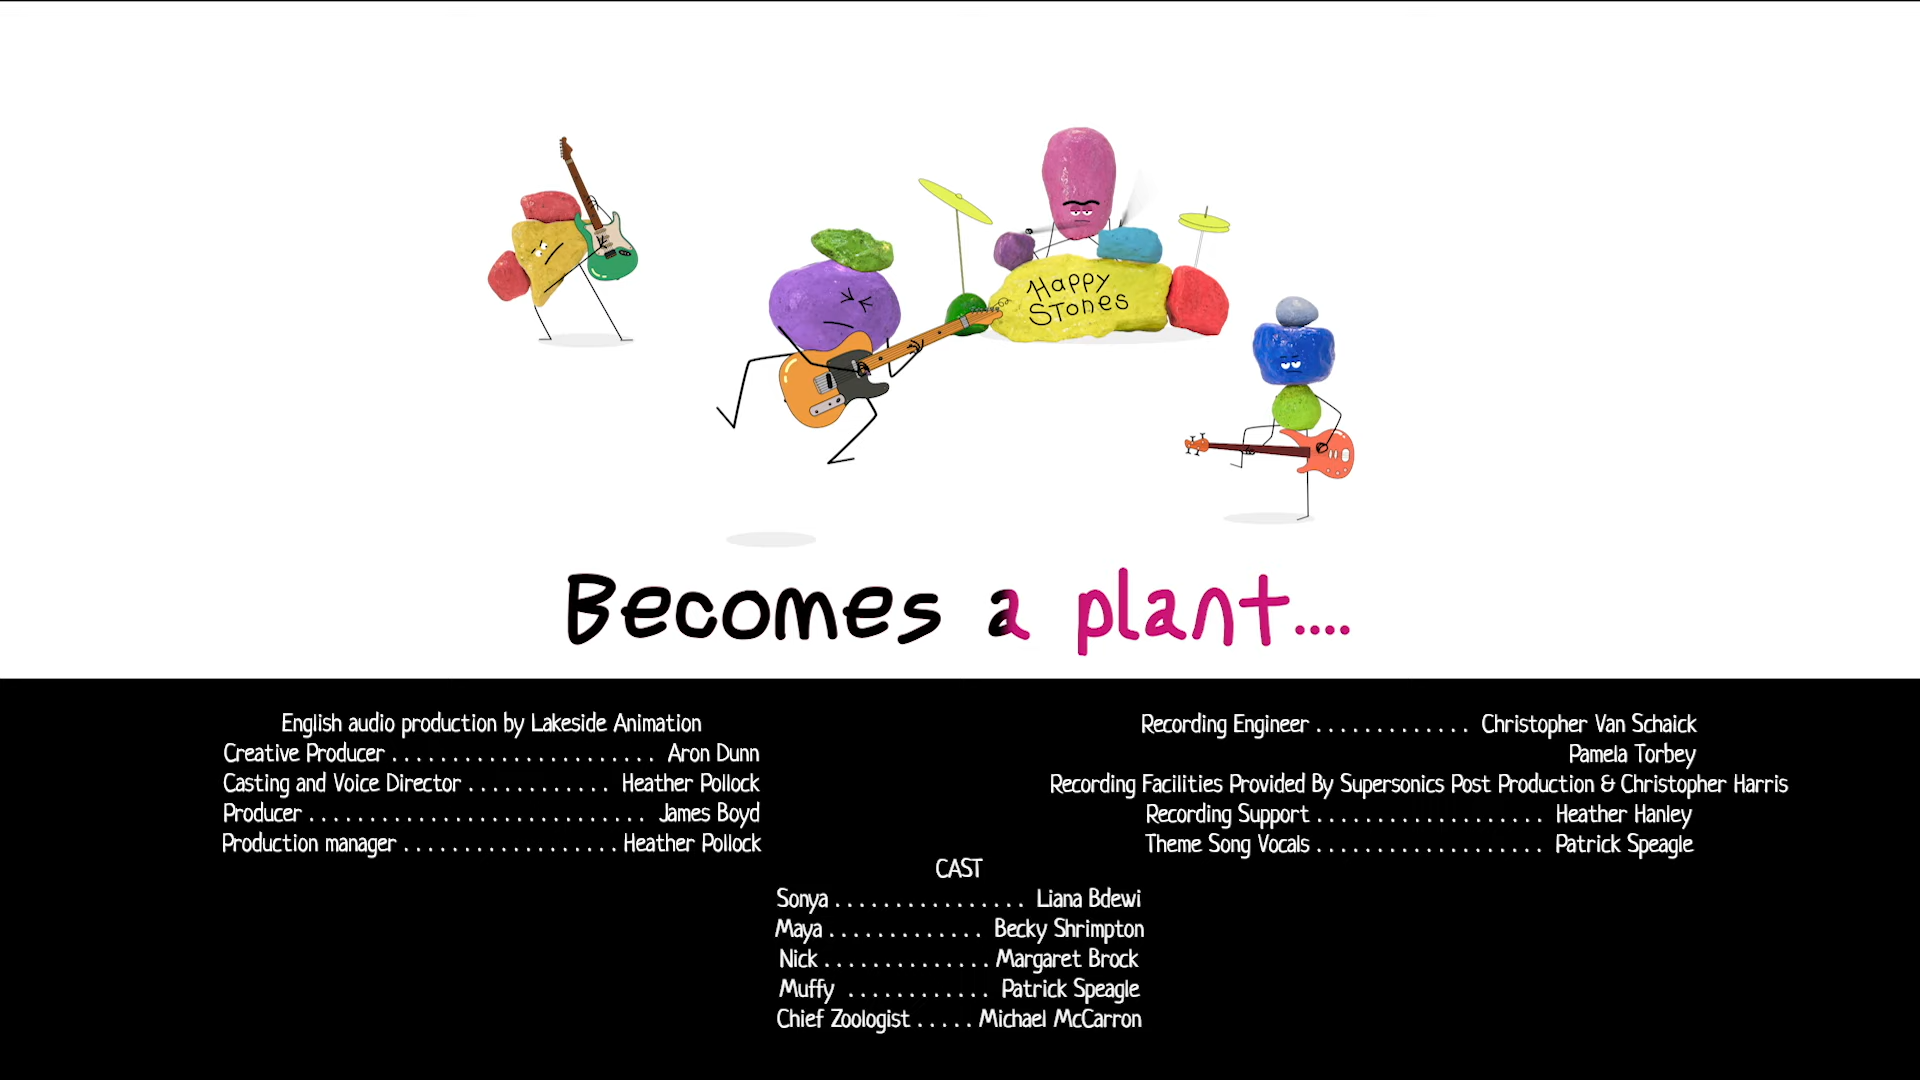 Happy
Stones
Becomes a plant....
English audio production by Lakeside Animation
Creative Producer . . . . . . . . . . . . . . . . . . . . . . Aron Dunn
Casting and Voice Director . . . . . . . . . . . . Heather Pollock
Producer . . . . . . . . . . . . . . . . . . . . . . . . . . . . James Boyd
Production manager . . . . . . . . . . . . . . . . . . Heather Pollock
Recording Engineer . . . . . . . . . . . . . Christopher Van Schaick
Pamela Torbey
Recording Facilities Provided By Supersonics Post Production & Christopher Harris
Recording Support . . . . . . . . . . . . . . . . . . . Heather Hanley
Theme Song Vocals . . . . . . . . . . . . . . . . . . . Patrick Speagle
CAST
Sonya . . . . . . . . . . . . . . . . Liana Bdewi
Maya . . . . . . . . . . . . . Becky Shrimpton
Nick . . . . . . . . . . . . . . Margaret Brock
Muffy . . . . . . . . . . . . Patrick Speagle
Chief Zoologist . . . . . Michael McCarron